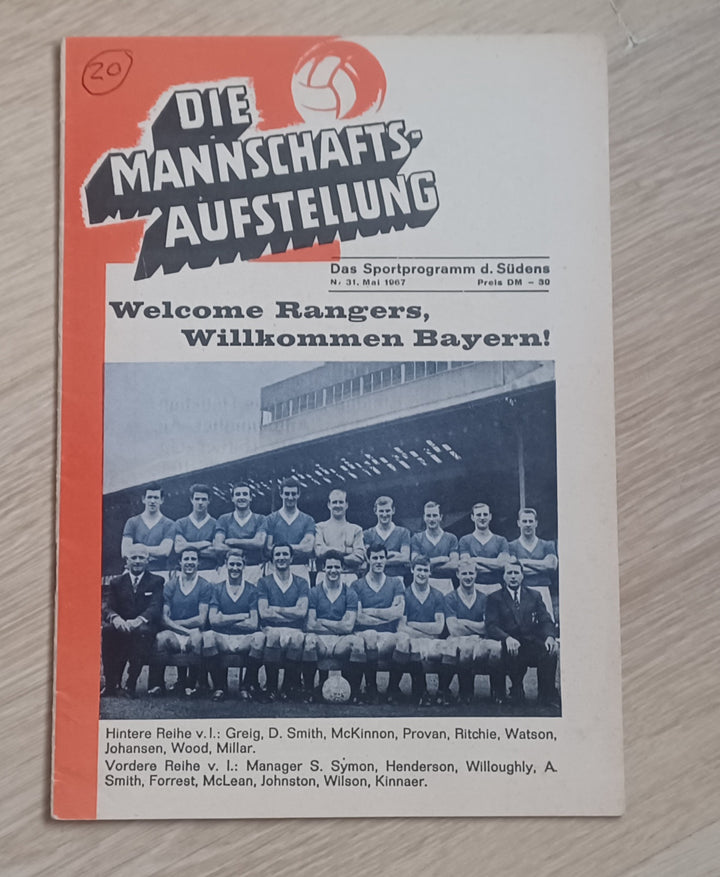 20
DIE
MANNSCHAFTS-
AUFSTELLUNG
Das Sportprogramm d. Südens
Nr 31, Mai 1967 Preis DM - 30
Welcome Rangers,
Willkommen Bayern!
Hintere Reihe v. l.: Greig, D. Smith, McKinnon, Provan, Ritchie, Watson,
Johansen, Wood, Millar.
Vordere Reihe v. l.: Manager S. Symon, Henderson, Willoughly, A.
Smith, Forrest, McLean, Johnston, Wilson, Kinnaer.